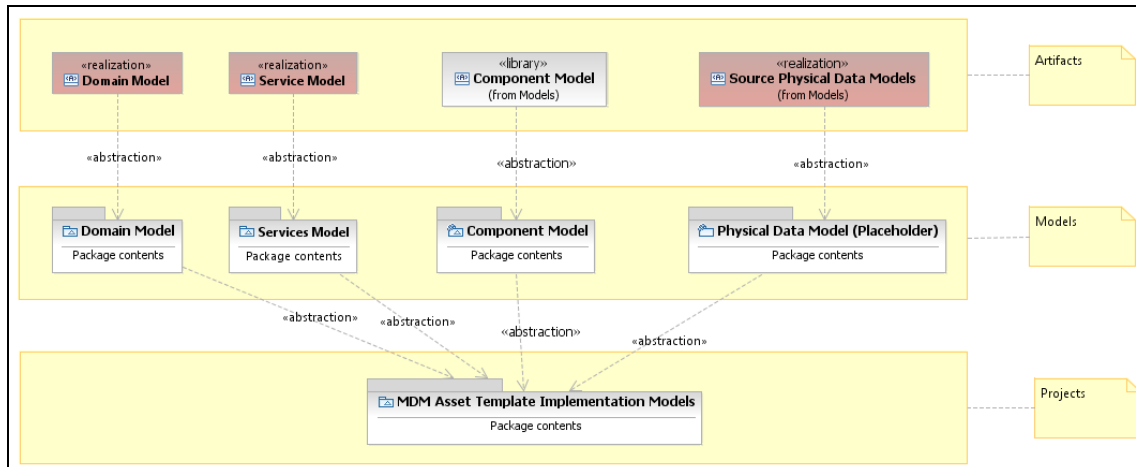 «realization»
Domain Model
«realization»
Service Model
«library»
Component Model
(from Models)
«realization»
Source Physical Data Models
(from Models)
Artifacts
«abstraction»
«abstraction»
«abstraction»
«abstraction»
Domain Model
Package contents
Services Model
Package contents
Component Model
Package contents
Physical Data Model (Placeholder)
Package contents
Models
«abstraction»
«abstraction»
«abstraction»
«abstraction»
MDM Asset Template Implementation Models
Package contents
Projects